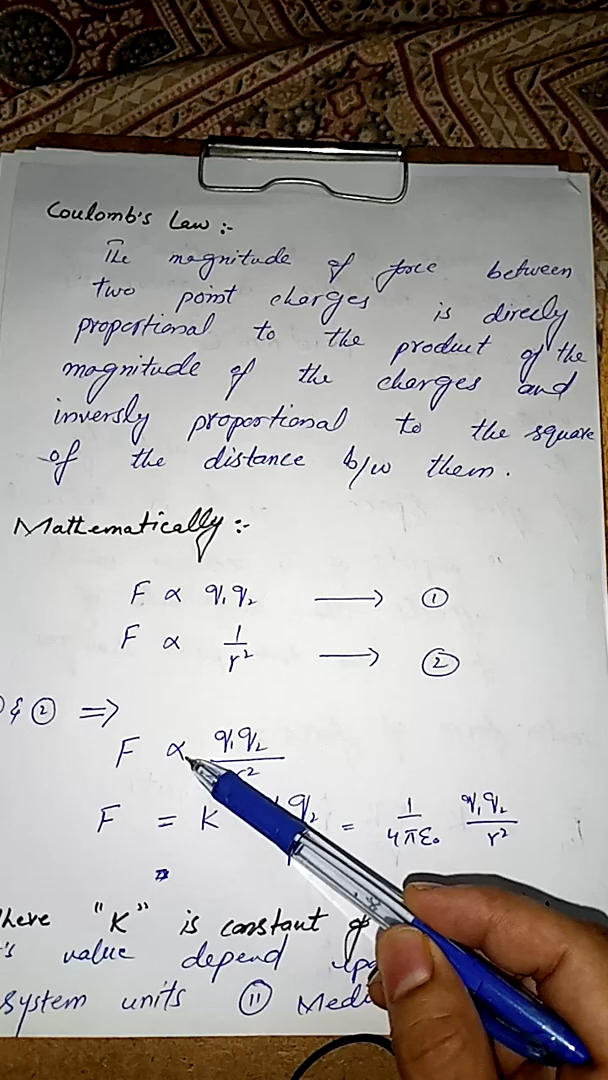 Coulomb's Law :-
The magnitude of force between
two point charges is direcly
proportional to the product of the
magnitude of the charges and
inversly proportional to the square
of the distance b/w them.
Mathematically :-
F ∝ q₁q₂ ⟶ ①
F ∝ 1/r² ⟶ ②
& ② ⇒
F ∝ q₁q₂/r²
F = K q₂ = 1/4πε₀ q₁q₂/r²
"K" is constant of
value depend
system units ⑪